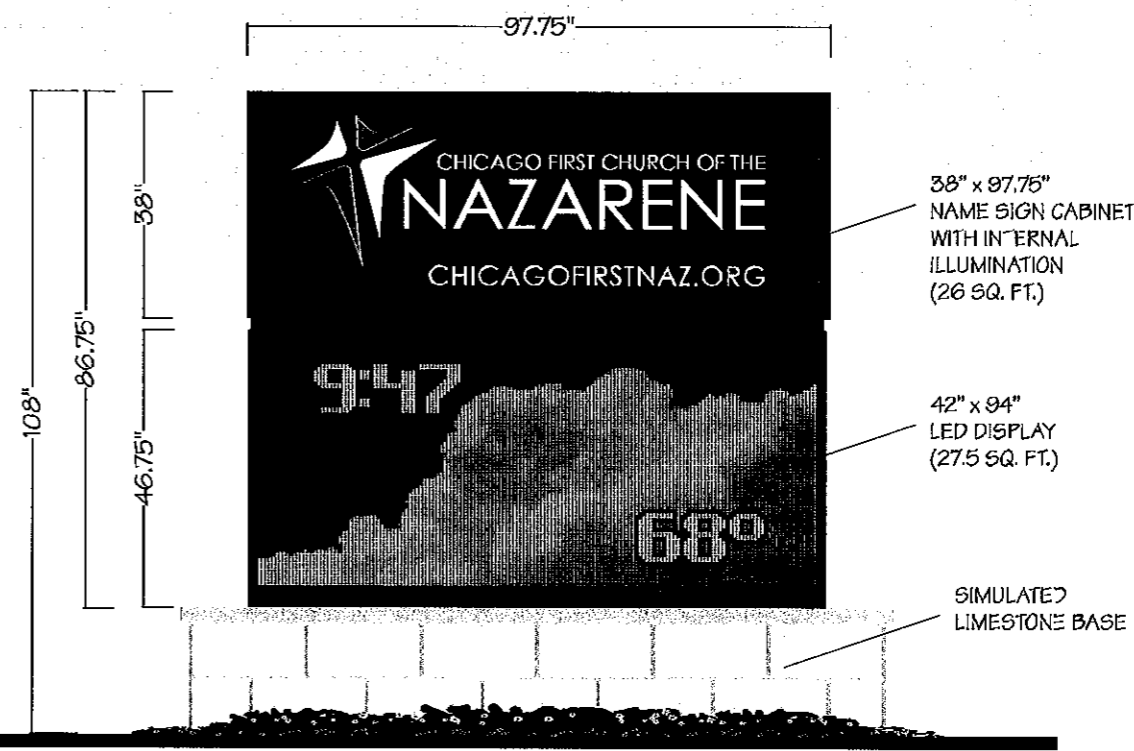 97.75"
108"
86.75"
38"
46.75"
CHICAGO FIRST CHURCH OF THE
NAZARENE
CHICAGOFIRSTNAZ.ORG
9:47
68°
38" x 97.75"
NAME SIGN CABINET
WITH INTERNAL
ILLUMINATION
(26 SQ. FT.)
42" x 94"
LED DISPLAY
(27.5 SQ. FT.)
SIMULATED
LIMESTONE BASE